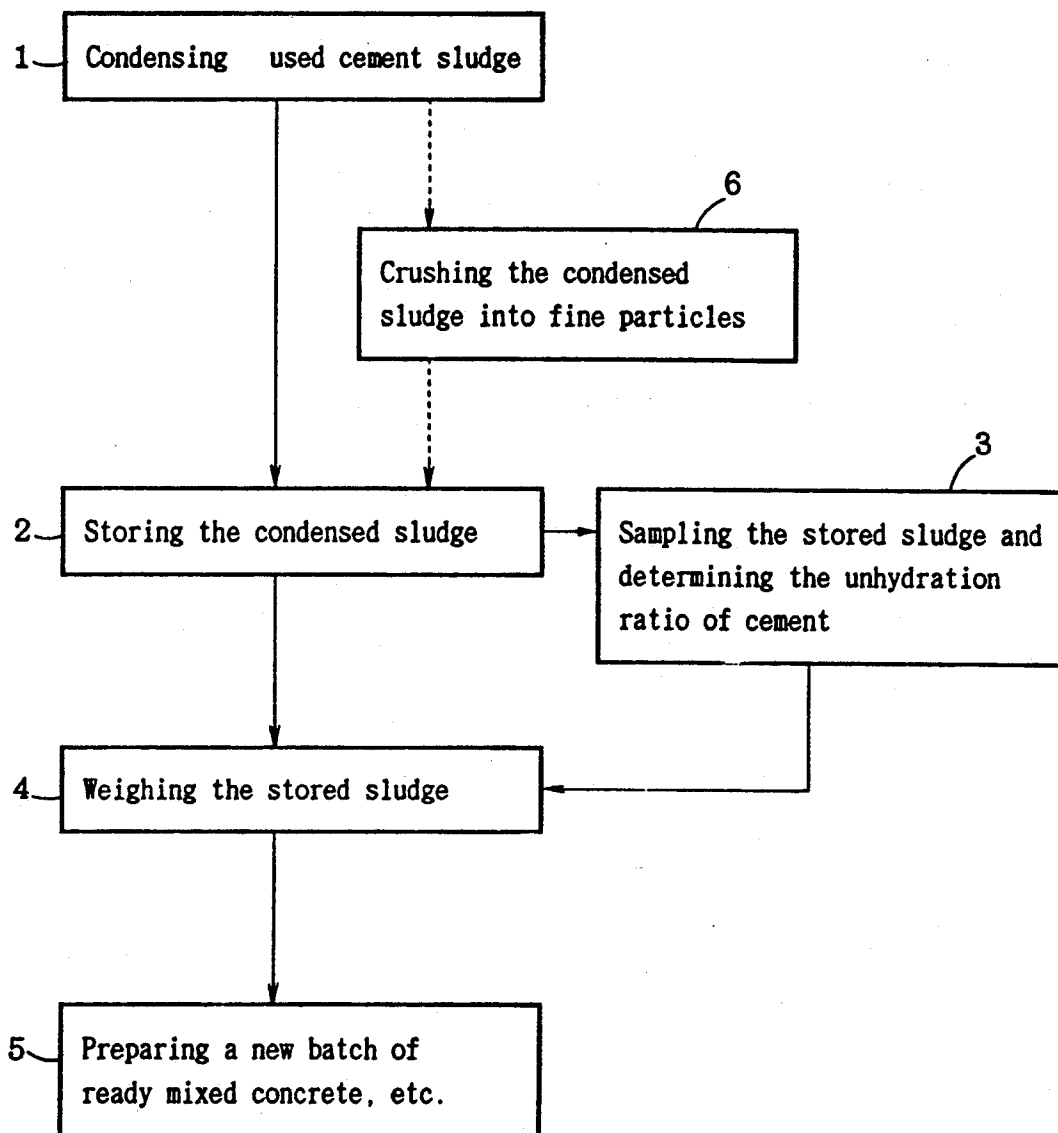 1
Condensing used cement sludge
6
Crushing the condensed
sludge into fine particles
3
2
Storing the condensed sludge
Sampling the stored sludge and
determining the unhydration
ratio of cement
4
Weighing the stored sludge
5
Preparing a new batch of
ready mixed concrete, etc.